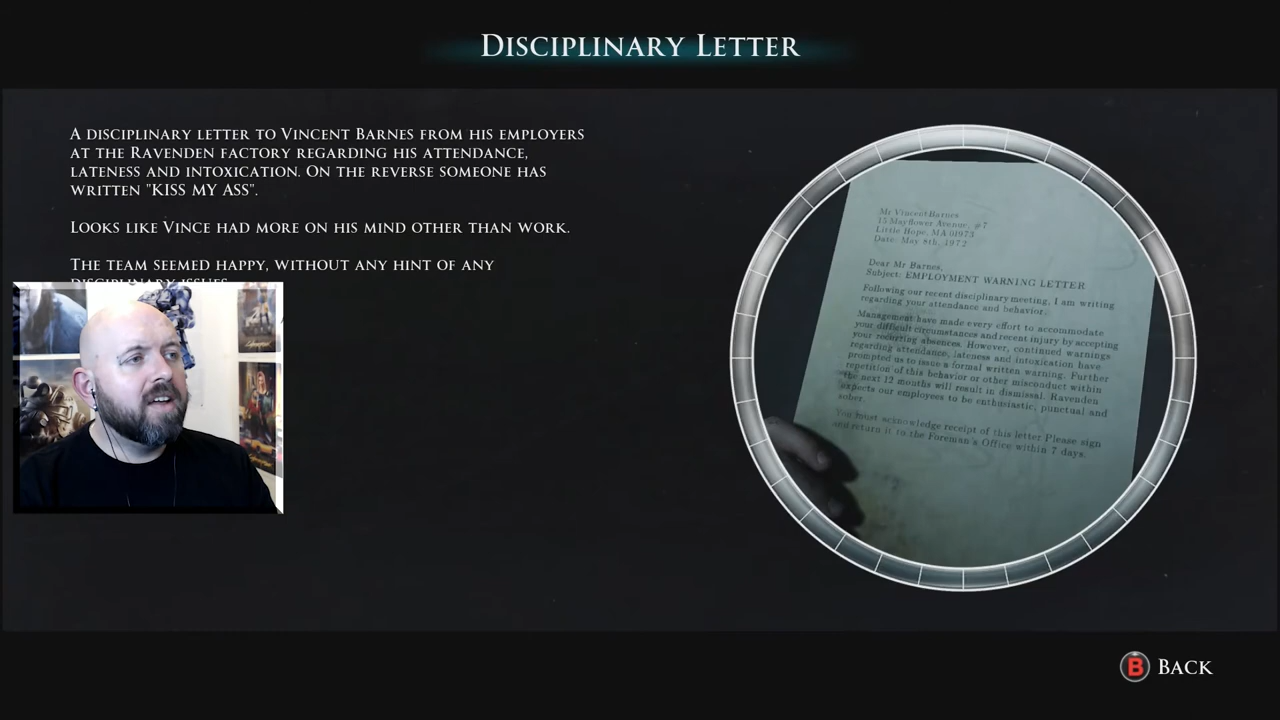 DISCIPLINARY LETTER
A DISCIPLINARY LETTER TO VINCENT BARNES FROM HIS EMPLOYERS
AT THE RAVENDEN FACTORY REGARDING HIS ATTENDANCE,
LATENESS AND INTOXICATION. ON THE REVERSE SOMEONE HAS
WRITTEN "KISS MY ASS".
LOOKS LIKE VINCE HAD MORE ON HIS MIND OTHER THAN WORK.
THE TEAM SEEMED HAPPY, WITHOUT ANY HINT OF ANY
DISCIPLINARY ISSUES
Mr Vincent Barnes
15 Mayflower Avenue, #7
Little Hope, MA 01973
Date: May 8th, 1972
Dear Mr Barnes,
Subject: EMPLOYMENT WARNING LETTER
Following our recent disciplinary meeting, I am writing
regarding your attendance and behavior.
Management have made every effort to accommodate
your difficult circumstances and recent injury by accepting
your recurring absences. However, continued warnings
regarding attendance, lateness and intoxication have
prompted us to issue a formal written warning. Further
repetition of this behavior or other misconduct within
the next 12 months will result in dismissal. Ravenden
expects our employees to be enthusiastic, punctual and
sober.
You must acknowledge receipt of this letter. Please sign
and return it to the Foreman's Office within 7 days.
B BACK